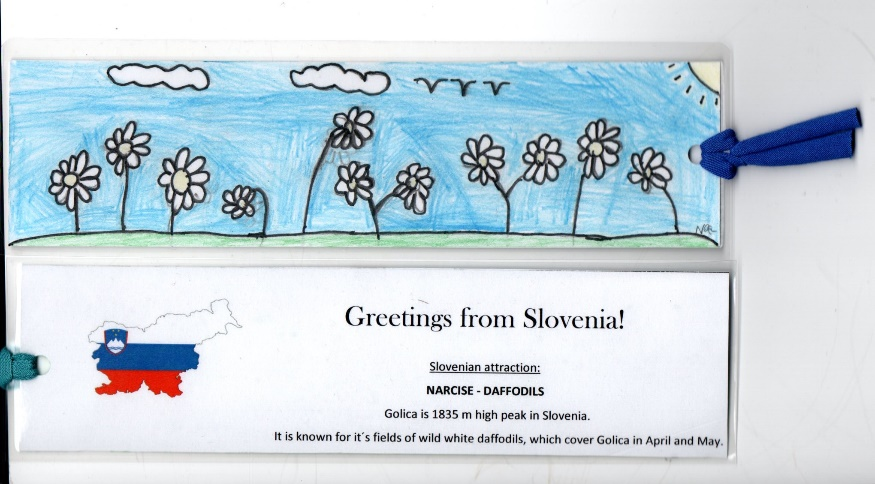 Greetings from Slovenia!
Slovenian attraction:
NARCISE - DAFFODILS
Golica is 1835 m high peak in Slovenia.
It is known for it´s fields of wild white daffodils, which cover Golica in April and May.